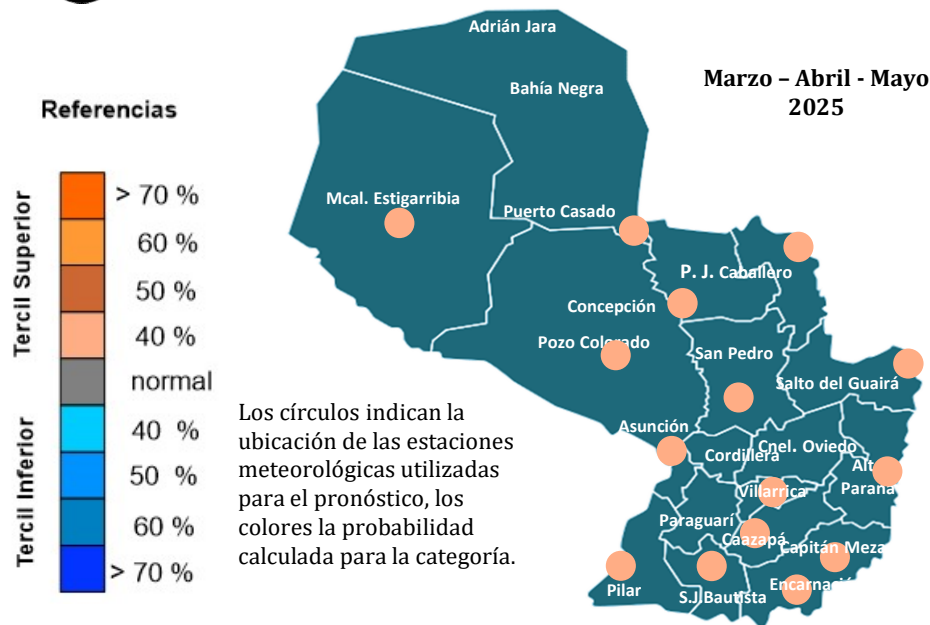 Marzo – Abril - Mayo
2025
Referencias
Tercil Superior
> 70 %
60 %
50 %
40 %
normal
Tercil Inferior
40 %
50 %
60 %
> 70 %
Los círculos indican la
ubicación de las estaciones
meteorológicas utilizadas
para el pronóstico, los
colores la probabilidad
calculada para la categoría.
Adrián Jara
Bahía Negra
Mcal. Estigarribia
Puerto Casado
P. J. Caballero
Concepción
Pozo Colorado
San Pedro
Salto del Guairá
Asunción
Cordillera
Cnel. Oviedo
Alto
Paraná
Villarrica
Paraguarí
Caazapá
Capitán Meza
Pilar
S.J.Bautista
Encarnación